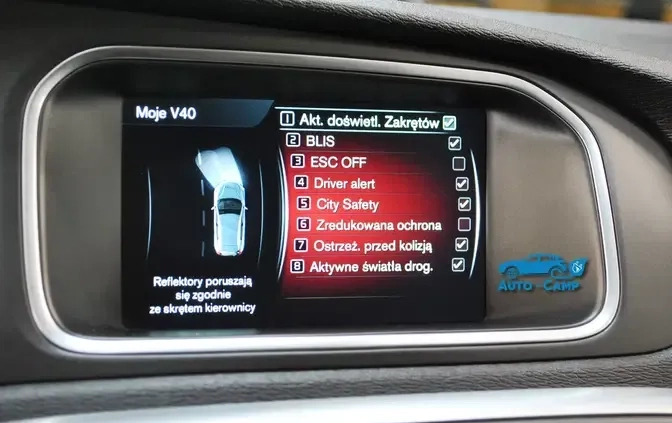 Moje V40
Reflektory poruszają
się zgodnie
ze skrętem kierownicy
1 Akt. doświetl. Zakrętów
2 BLIS
3 ESC OFF
4 Driver alert
5 City Safety
6 Zredukowana ochrona
7 Ostrzeż. przed kolizją
8 Aktywne światła drog.
AUTO - CAMP